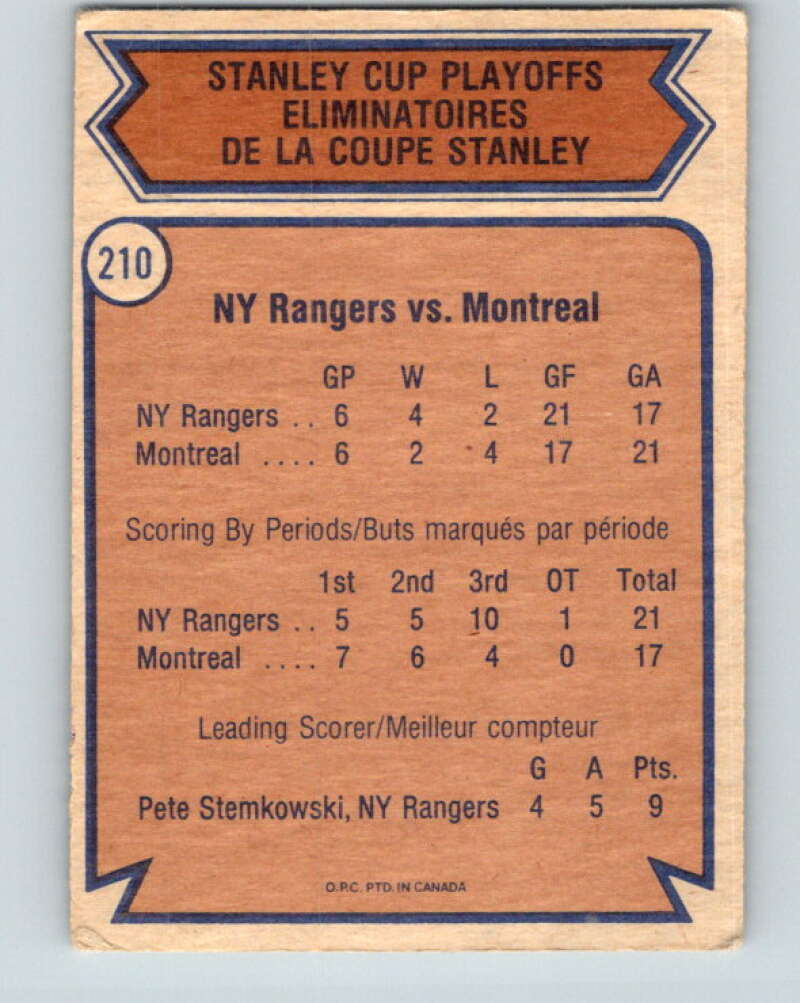 STANLEY CUP PLAYOFFS
ELIMINATOIRES
DE LA COUPE STANLEY
210
NY Rangers vs. Montreal
GP W L GF GA
NY Rangers .. 6 4 2 21 17
Montreal .... 6 2 4 17 21
Scoring By Periods/Buts marqués par période
1st 2nd 3rd OT Total
NY Rangers .. 5 5 10 1 21
Montreal .... 7 6 4 0 17
Leading Scorer/Meilleur compteur
G A Pts.
Pete Stemkowski, NY Rangers 4 5 9
O.P.C. PTD. IN CANADA